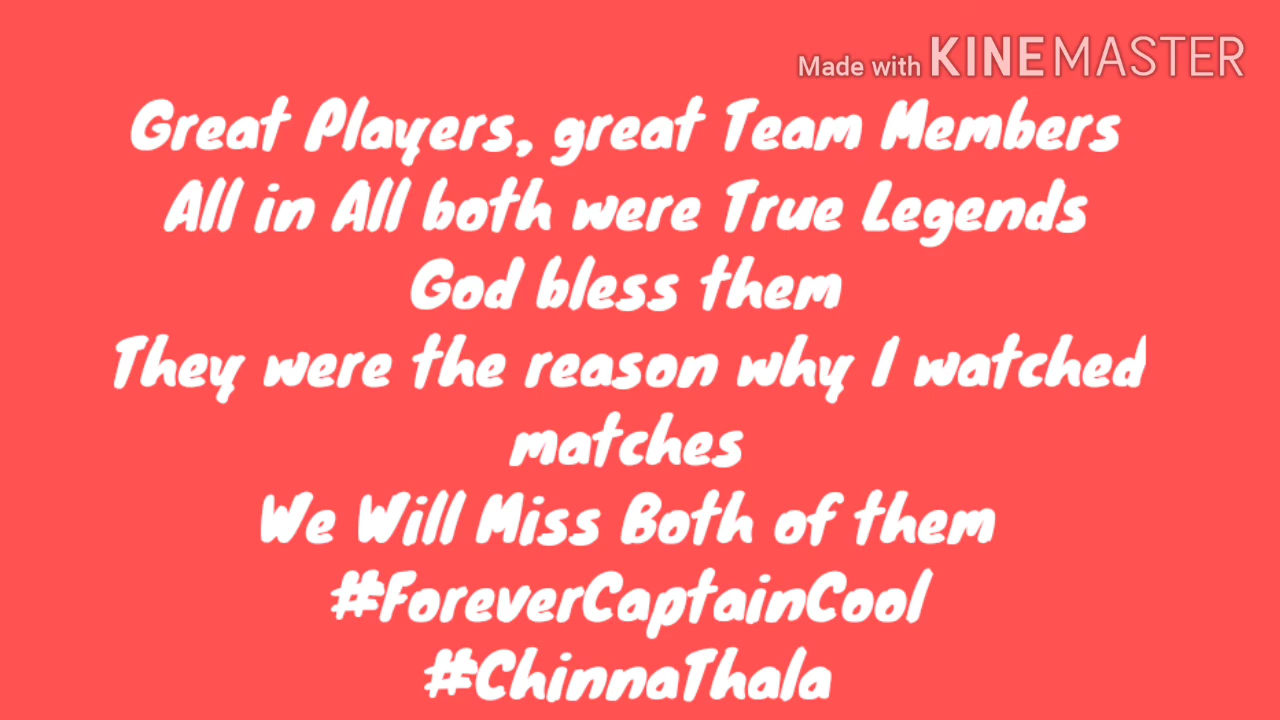 Made with KINEMASTER
Great Players, great Team Members
All in All both were True Legends
God bless them
They were the reason why I watched
matches
We Will Miss Both of them
#ForeverCaptainCool
#ChinnaThala